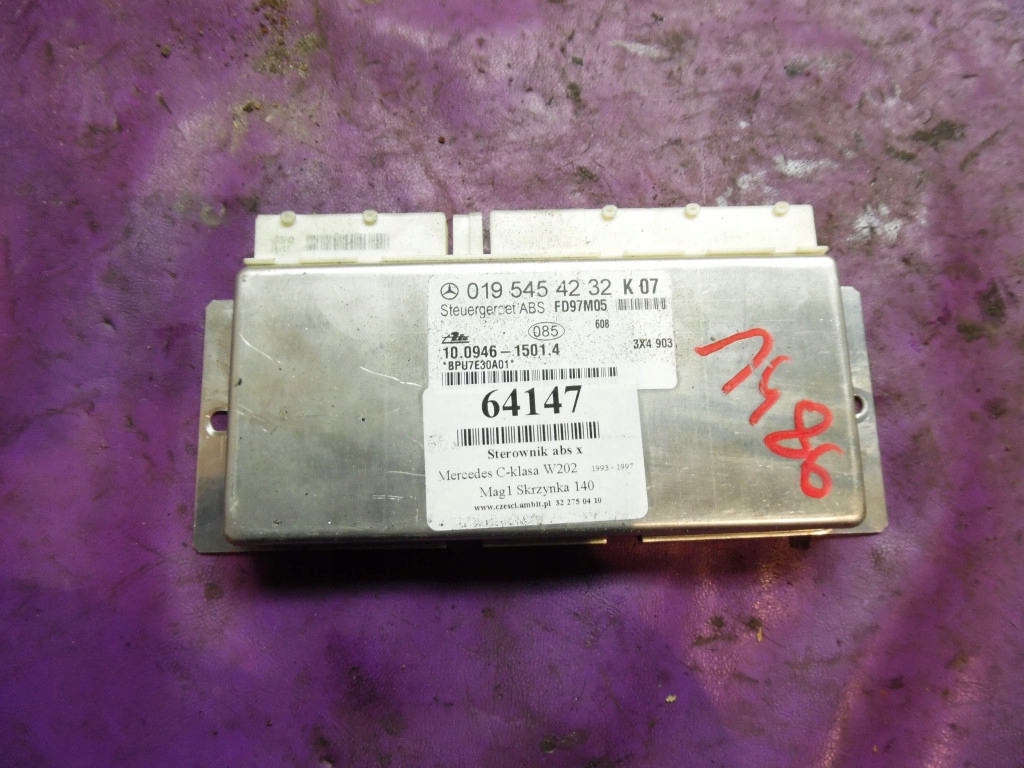 019 545 42 32 K 07
Steuergeraet ABS FD97M05
085 608
Ate
10.0946-1501.4 3X4 903
*BPU7E30A01*
64147
Sterownik abs x
Mercedes C-klasa W202 1993 - 1997
Mag1 Skrzynka 140
www.czesci.ambit.pl 32 275 04 10